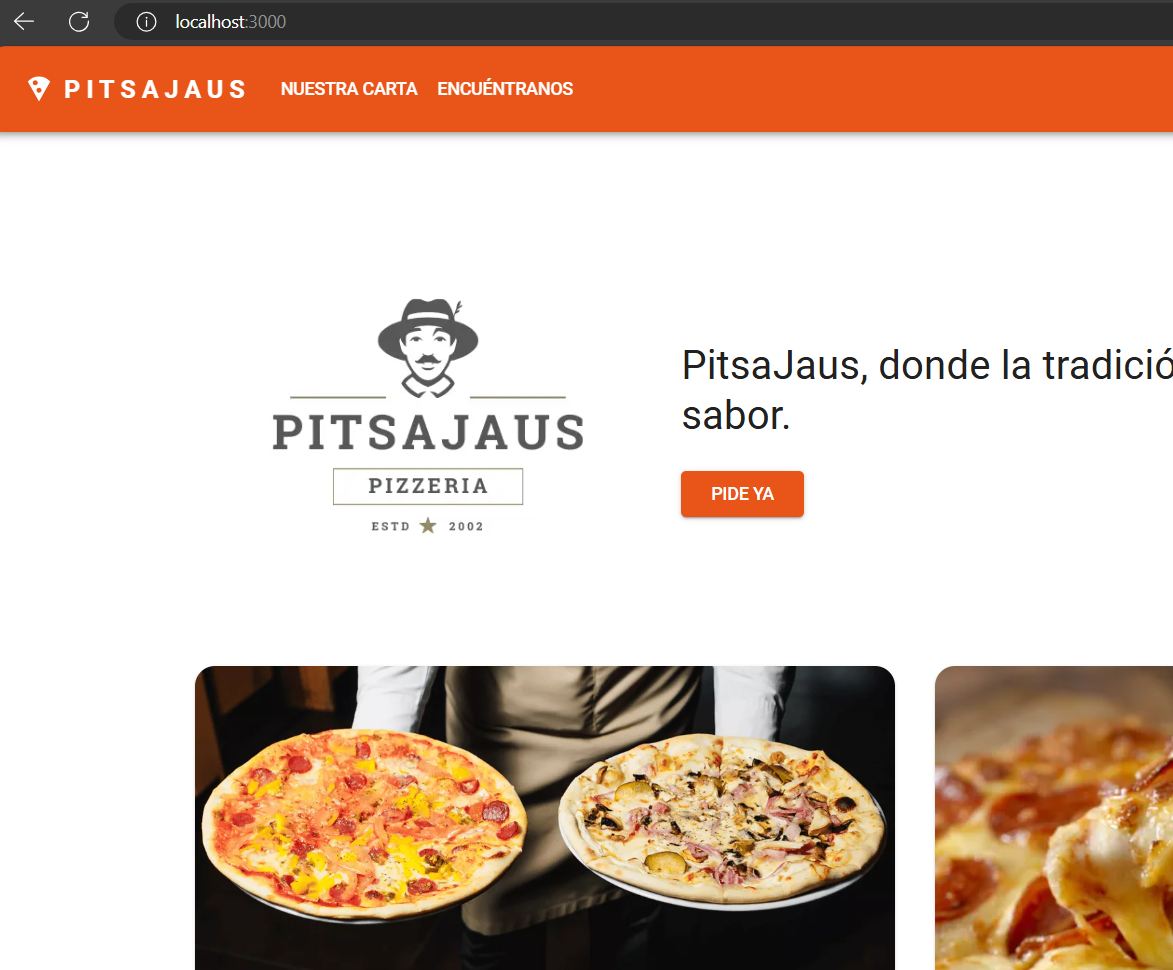 localhost:3000
PITSAJAUS NUESTRA CARTA ENCUÉNTRANOS
PITSAJAUS
PIZZERIA
ESTD 2002
PitsaJaus, donde la tradició
sabor.
PIDE YA